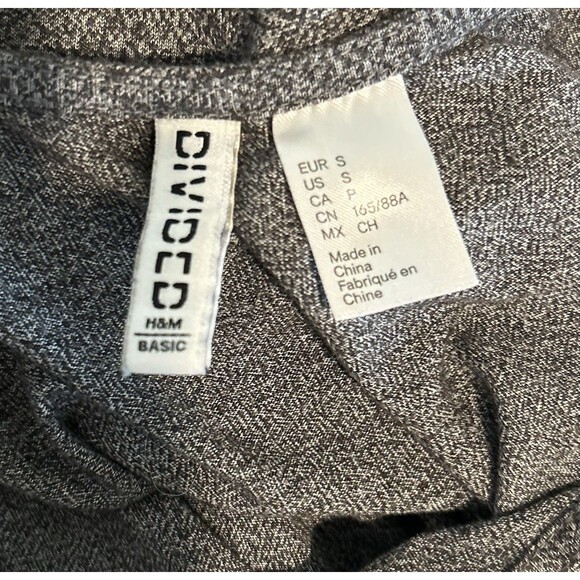 DIVIDED
H&M
BASIC
EUR S
US S
CA P
CN 165/88A
MX CH
Made in
China
Fabriqué en
Chine